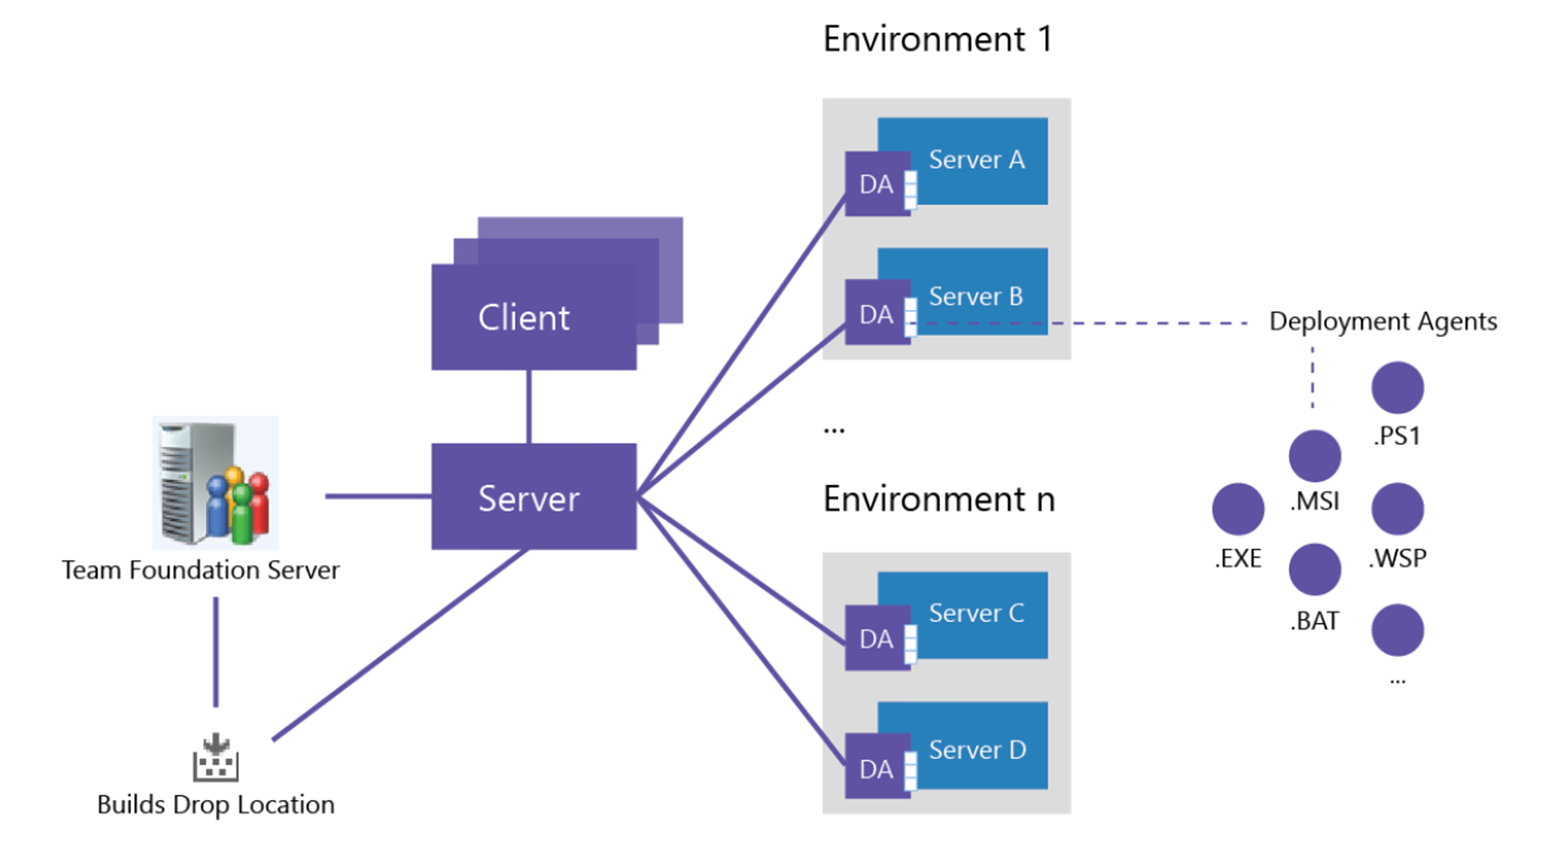 Environment 1
Server A
DA
Server B
DA
Client
Deployment Agents
.PS1
.MSI
.EXE
.WSP
.BAT
...
...
Server
Team Foundation Server
Builds Drop Location
Environment n
Server C
DA
Server D
DA